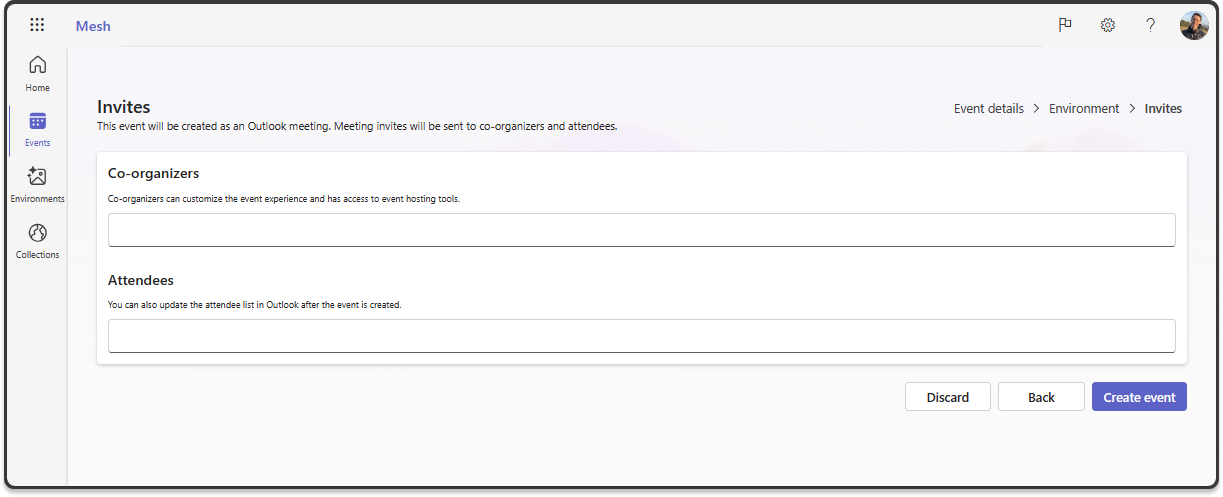 Mesh
Home
Events
Environments
Collections
Invites
This event will be created as an Outlook meeting. Meeting invites will be sent to co-organizers and attendees.
Event details > Environment > Invites
Co-organizers
Co-organizers can customize the event experience and has access to event hosting tools.
Attendees
You can also update the attendee list in Outlook after the event is created.
Discard
Back
Create event